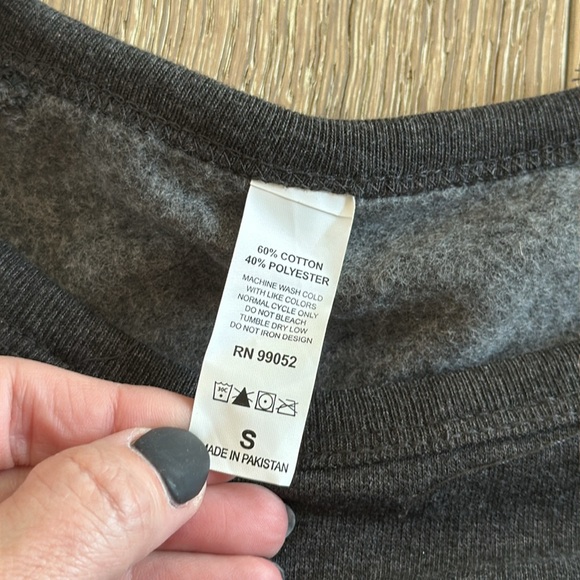 60% COTTON
40% POLYESTER
MACHINE WASH COLD
WITH LIKE COLORS
NORMAL CYCLE ONLY
DO NOT BLEACH
TUMBLE DRY LOW
DO NOT IRON DESIGN
RN 99052
30C
S
MADE IN PAKISTAN